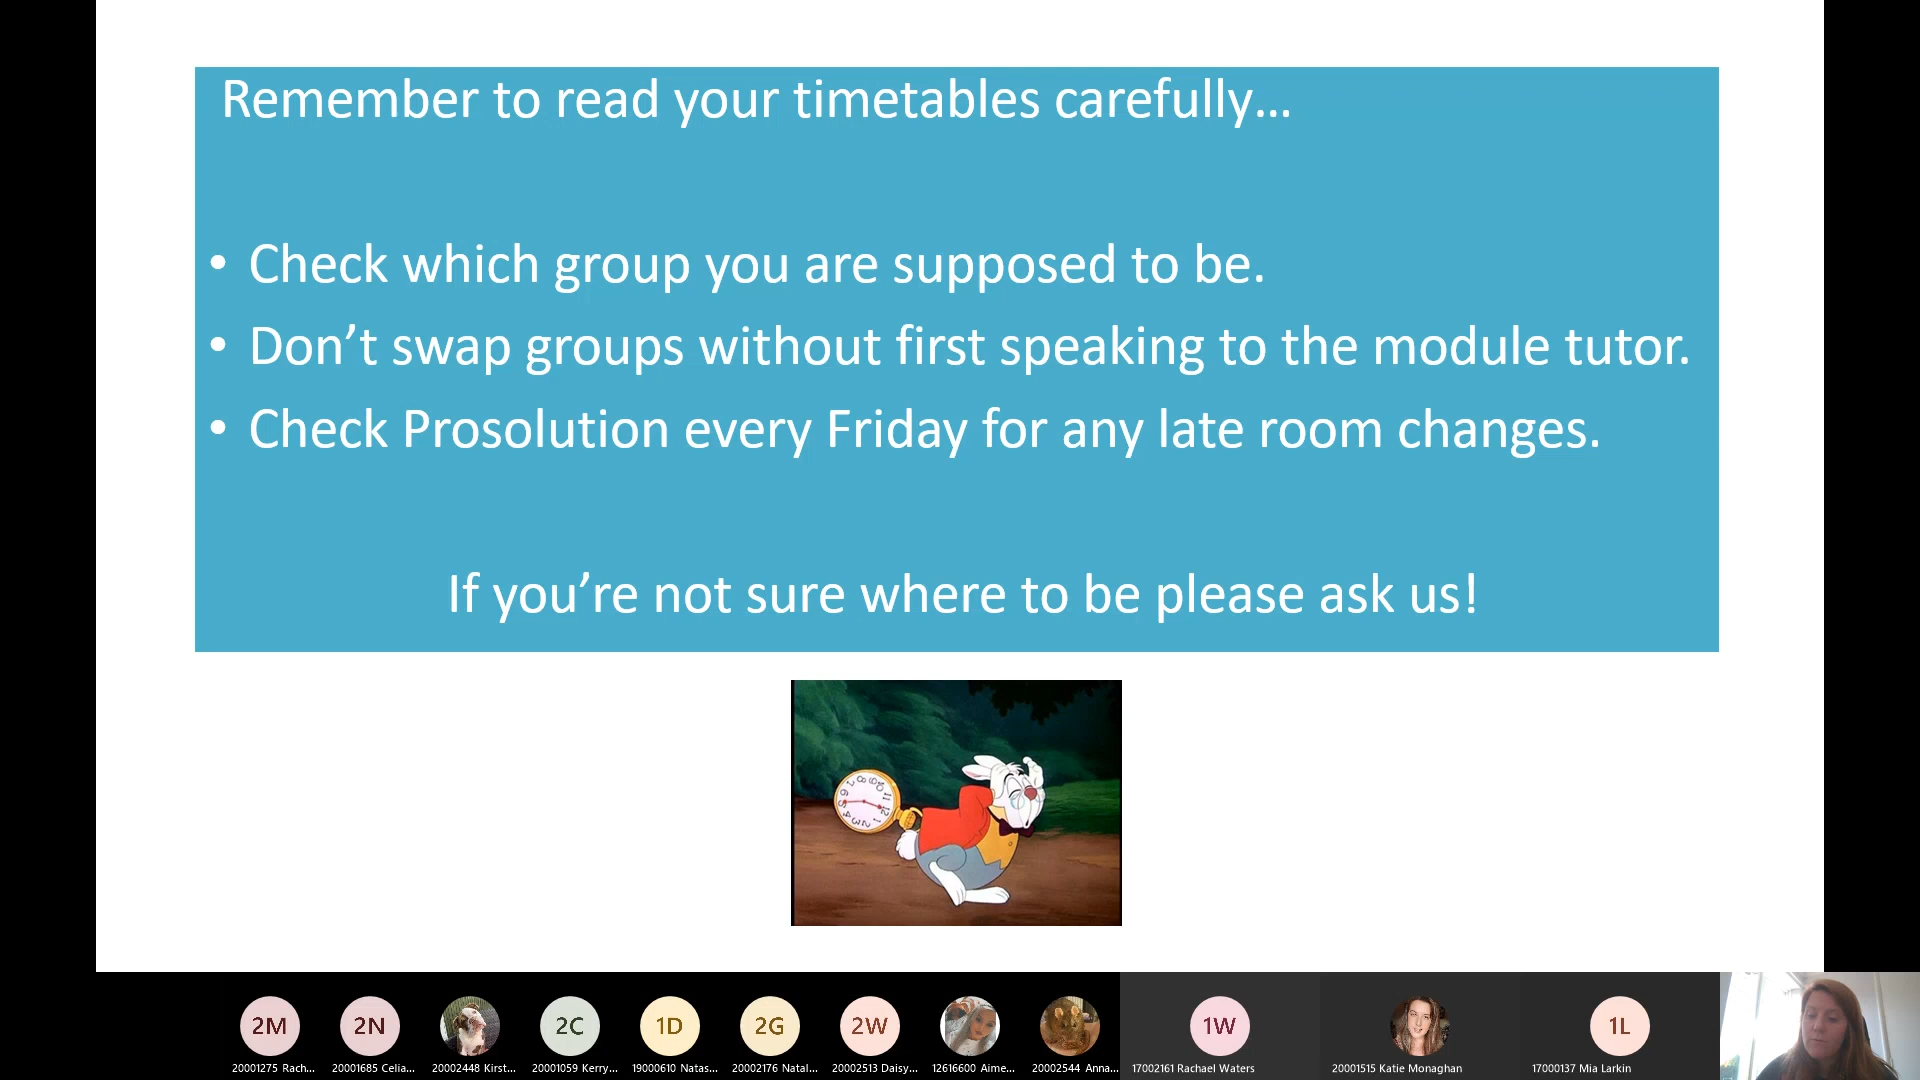 Remember to read your timetables carefully…
• Check which group you are supposed to be.
• Don’t swap groups without first speaking to the module tutor.
• Check Prosolution every Friday for any late room changes.
If you’re not sure where to be please ask us!
2M
2N
2C
1D
2G
2W
1W
1L
20001275 Rach...
20001685 Celia...
20002448 Kirst...
20001059 Kerry...
19000610 Natas...
20002176 Natal...
20002513 Daisy...
12616600 Aime...
20002544 Anna...
17002161 Rachael Waters
20001515 Katie Monaghan
17000137 Mia Larkin